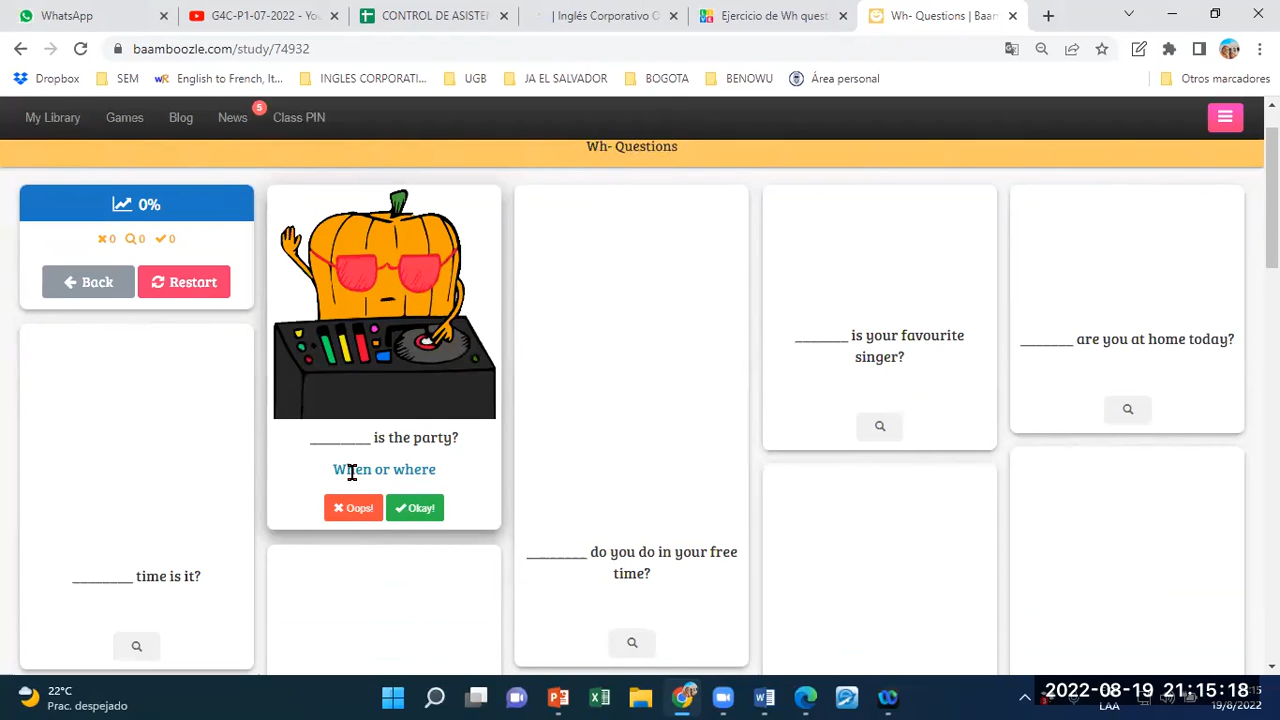 WhatsApp
G4C-P1-07-2022 - Yo
CONTROL DE ASISTE
| Inglés Corporativo O
Ejercicio de Wh quest
Wh- Questions | Baam
baamboozle.com/study/74932
Dropbox
SEM
English to French, It...
INGLES CORPORATI...
UGB
JA EL SALVADOR
BOGOTA
BENOWU
Área personal
Otros marcadores
My Library
Games
Blog
News
5
Class PIN
Wh- Questions
0%
0
0
0
Back
Restart
________ is the party?
When or where
Oops!
Okay!
________ time is it?
________ do you do in your free
time?
_______ is your favourite
singer?
_______ are you at home today?
22°C
Prac. despejado
LAA
2022-08-19 21:15:18
19/8/2022